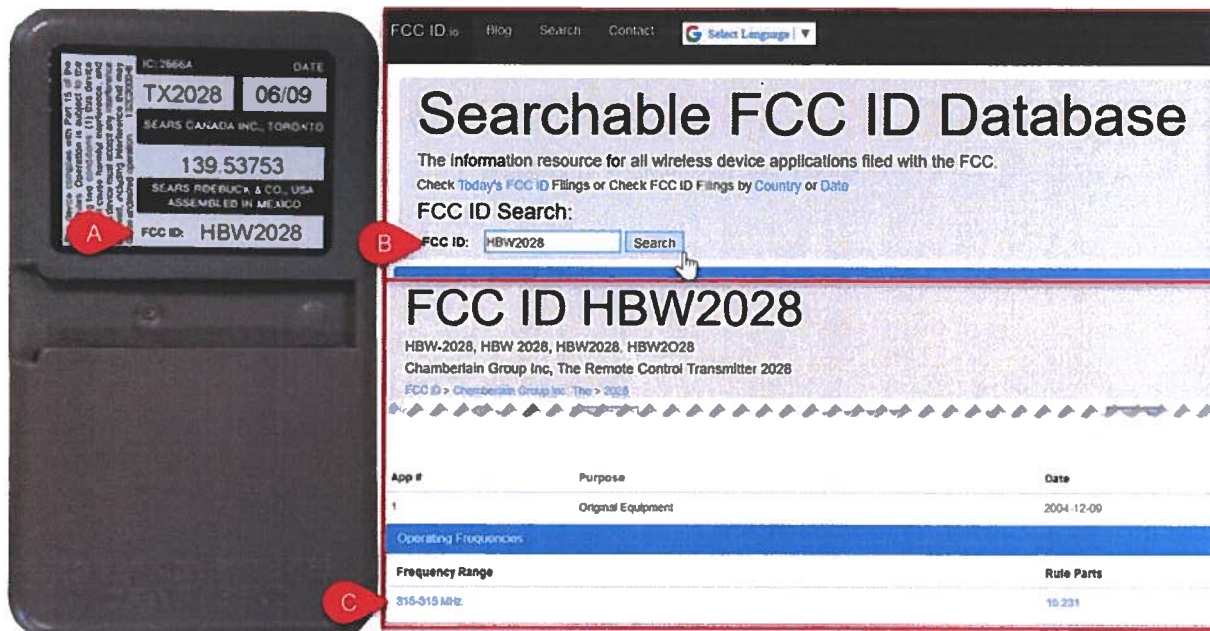 IC: 2666A DATE
TX2028 06/09
SEARS CANADA INC., TORONTO
139.53753
SEARS ROEBUCK & CO., USA
ASSEMBLED IN MEXICO
A
FCC ID: HBW2028
FCC ID.io Blog Search Contact G Select Language ▼
Searchable FCC ID Database
The information resource for all wireless device applications filed with the FCC.
Check Today's FCC ID Filings or Check FCC ID Filings by Country or Date
FCC ID Search:
B
FCC ID: HBW2028 Search
FCC ID HBW2028
HBW-2028, HBW 2028, HBW2028, HBW2O28
Chamberlain Group Inc, The Remote Control Transmitter 2028
FCC ID > Chamberlain Group Inc, The > 2028
App # Purpose Date
1 Original Equipment 2004-12-09
Operating Frequencies
Frequency Range Rule Parts
C
315-315 MHz 15.231